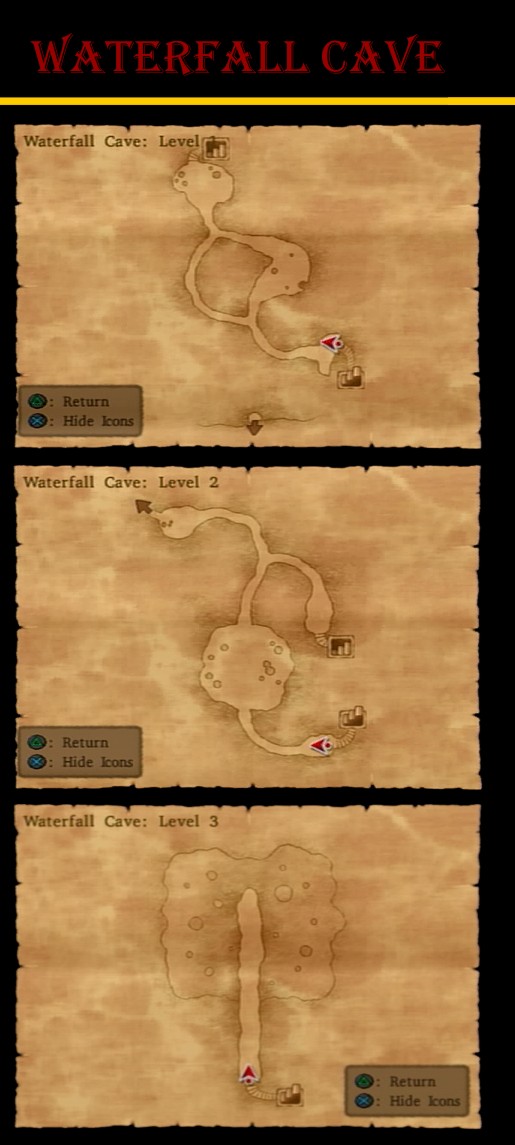 WATERFALL CAVE
Waterfall Cave: Level
: Return
: Hide Icons
Waterfall Cave: Level 2
: Return
: Hide Icons
Waterfall Cave: Level 3
: Return
: Hide Icons